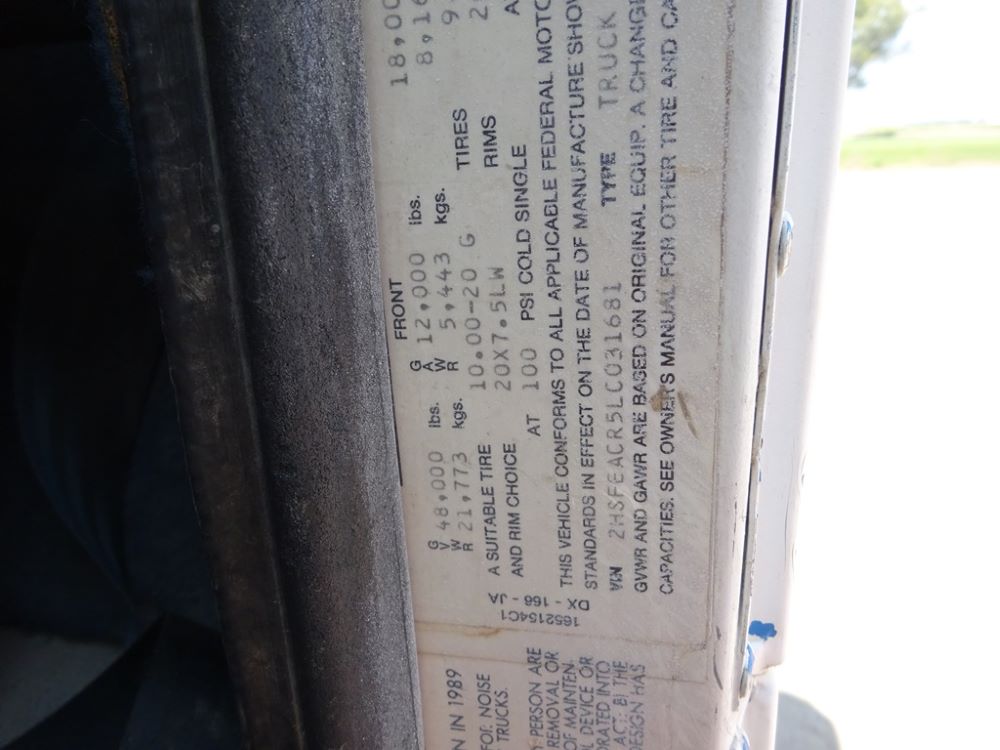 FRONT
G V W R 48,000 lbs. 21,773 kgs.
G A W R 12,000 lbs. 5,443 kgs.
18,00
8,16
A SUITABLE TIRE 10.00-20 G TIRES
AND RIM CHOICE 20X7.5LW RIMS
AT 100 PSI COLD SINGLE
THIS VEHICLE CONFORMS TO ALL APPLICABLE FEDERAL MOTO
STANDARDS IN EFFECT ON THE DATE OF MANUFACTURE SHOW
VIN 2HSFEACR5LC031681 TYPE TRUCK
GVWR AND GAWR ARE BASED ON ORIGINAL EQUIP. A CHANGE
CAPACITIES. SEE OWNER'S MANUAL FOR OTHER TIRE AND CA
1652154C1
DX - 166 - JA
N IN 1989
FOR NOISE
TRUCKS.
PERSON ARE
REMOVAL OR
OF MAINTEN.
L DEVICE OR
RATED INTO
ACT: B) THE
DESIGN HAS